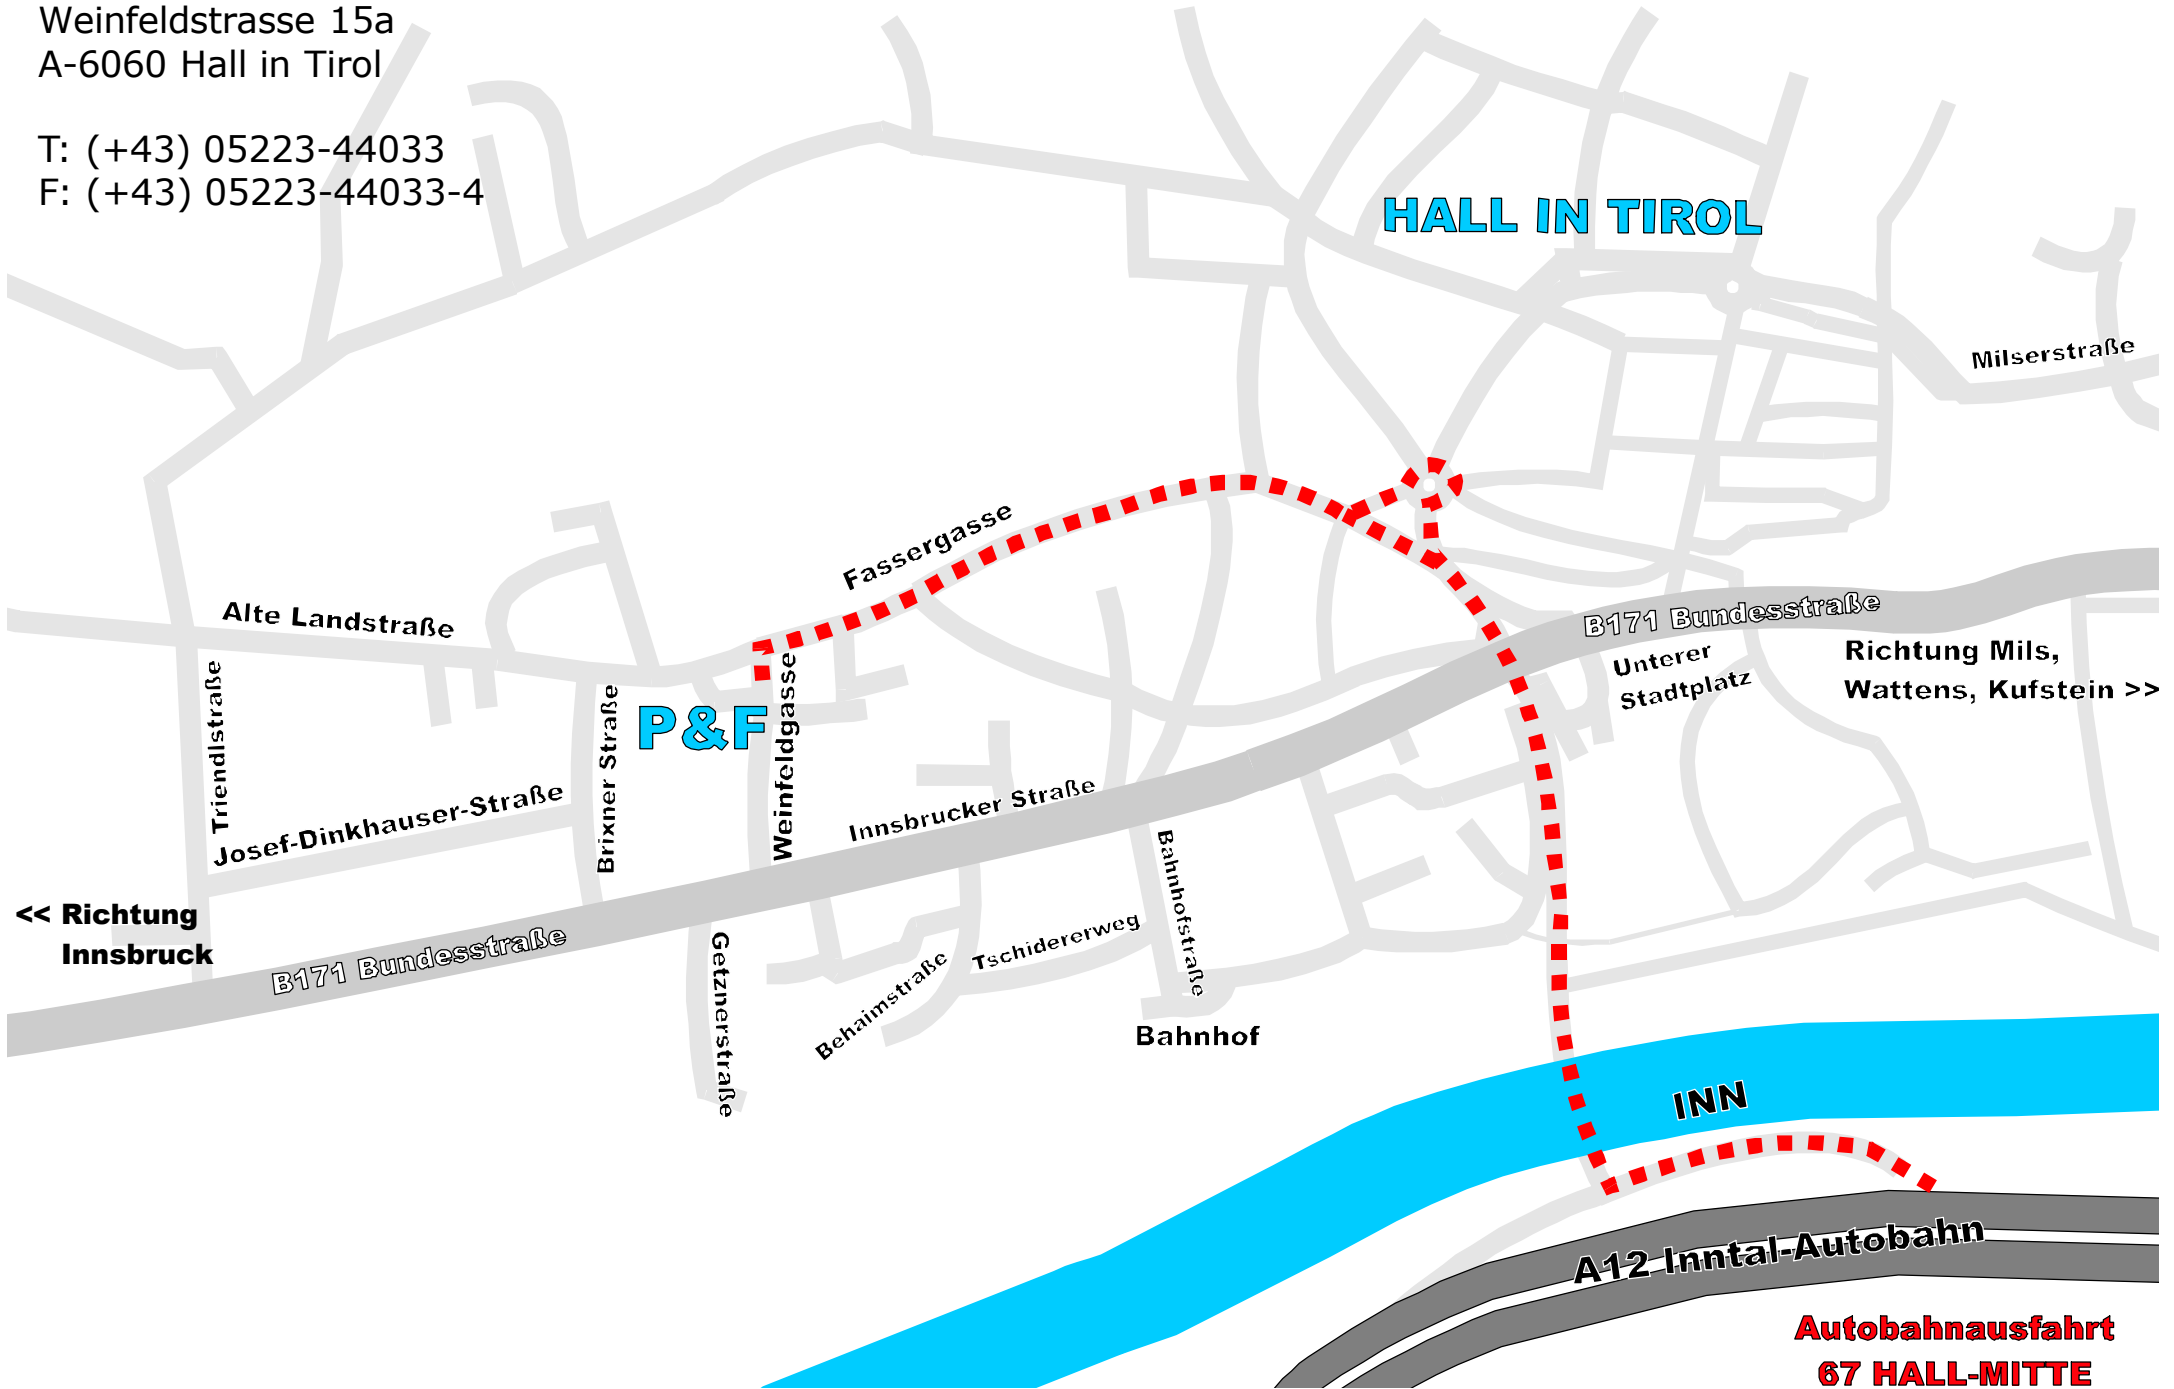 Weinfeldstrasse 15a
A-6060 Hall in Tirol
T: (+43) 05223-44033
F: (+43) 05223-44033-4
HALL IN TIROL
Milserstraße
Fassergasse
Alte Landstraße
B171 Bundesstraße
Unterer
Stadtplatz
Richtung Mils,
Wattens, Kufstein >>
Triendlstraße
Brixner Straße
P&F
Weinfeldgasse
Josef-Dinkhauser-Straße
Innsbrucker Straße
Bahnhofstraße
<< Richtung
Innsbruck
B171 Bundesstraße
Getznerstraße
Behaimstraße
Tschidererweg
Bahnhof
INN
A12 Inntal-Autobahn
Autobahnausfahrt
67 HALL-MITTE